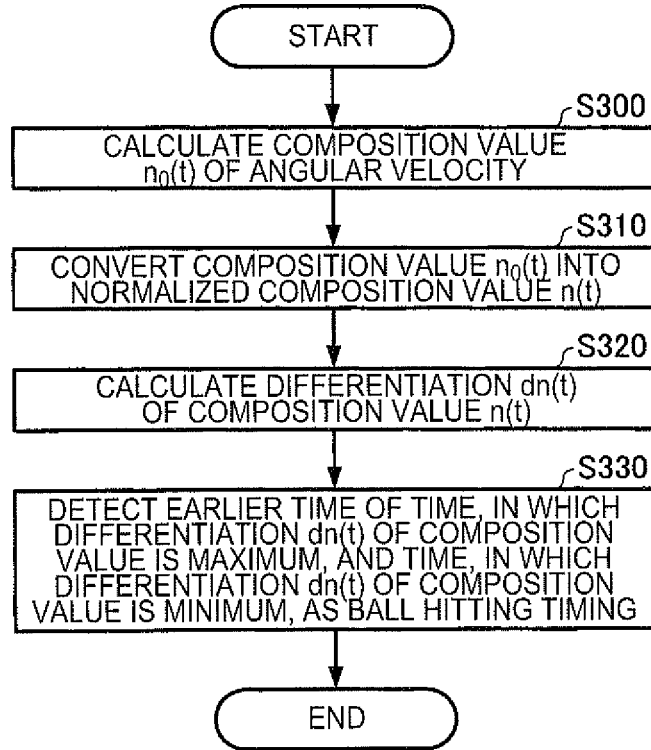 START
S300
CALCULATE COMPOSITION VALUE
n0(t) OF ANGULAR VELOCITY
S310
CONVERT COMPOSITION VALUE n0(t) INTO
NORMALIZED COMPOSITION VALUE n(t)
S320
CALCULATE DIFFERENTIATION dn(t)
OF COMPOSITION VALUE n(t)
S330
DETECT EARLIER TIME OF TIME, IN WHICH
DIFFERENTIATION dn(t) OF COMPOSITION
VALUE IS MAXIMUM, AND TIME, IN WHICH
DIFFERENTIATION dn(t) OF COMPOSITION
VALUE IS MINIMUM, AS BALL HITTING TIMING
END